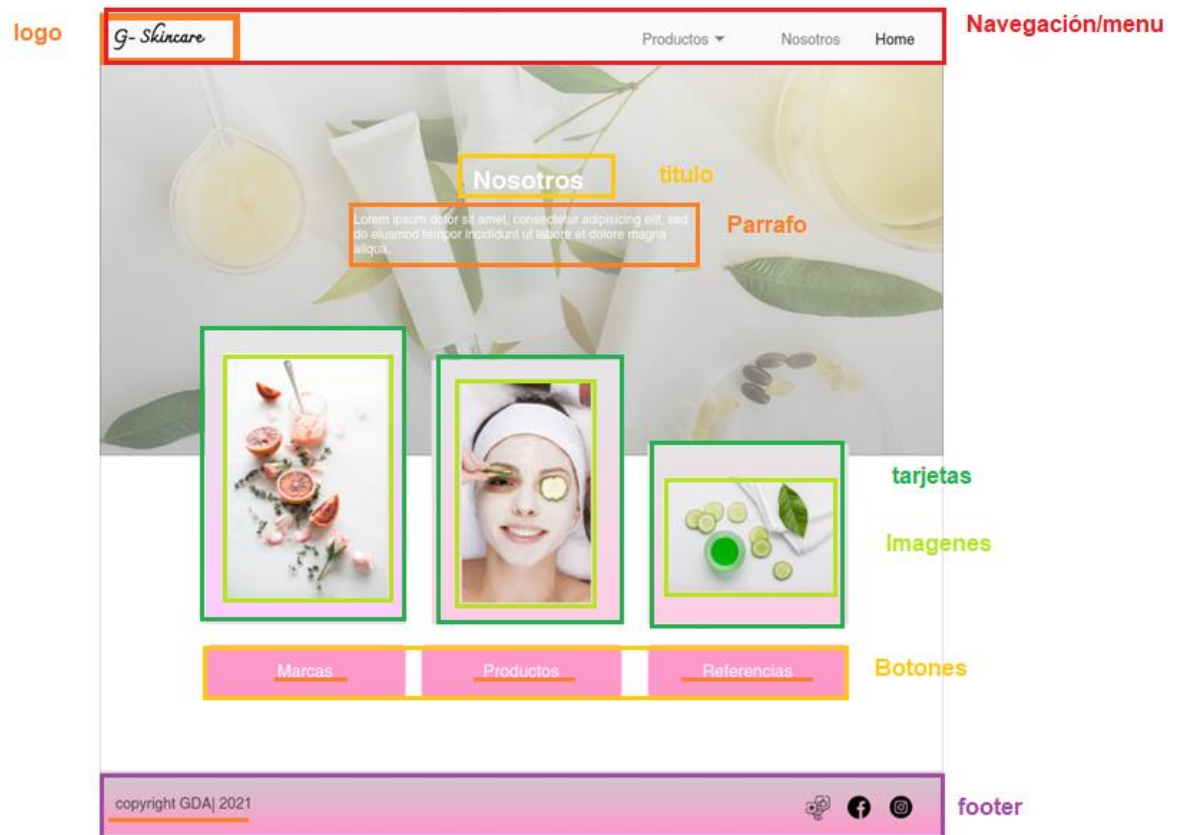 logo
G- Skincare
Productos
Nosotros
Home
Navegación/menu
Nosotros
titulo
Lorem ipsum dolor sit amet, consectetur adipisicing elit, sed
do eiusmod tempor incididunt ut labore et dolore magna
aliqua.
Parrafo
tarjetas
Imagenes
Marcas
Productos
Referencias
Botones
copyright GDA| 2021
footer